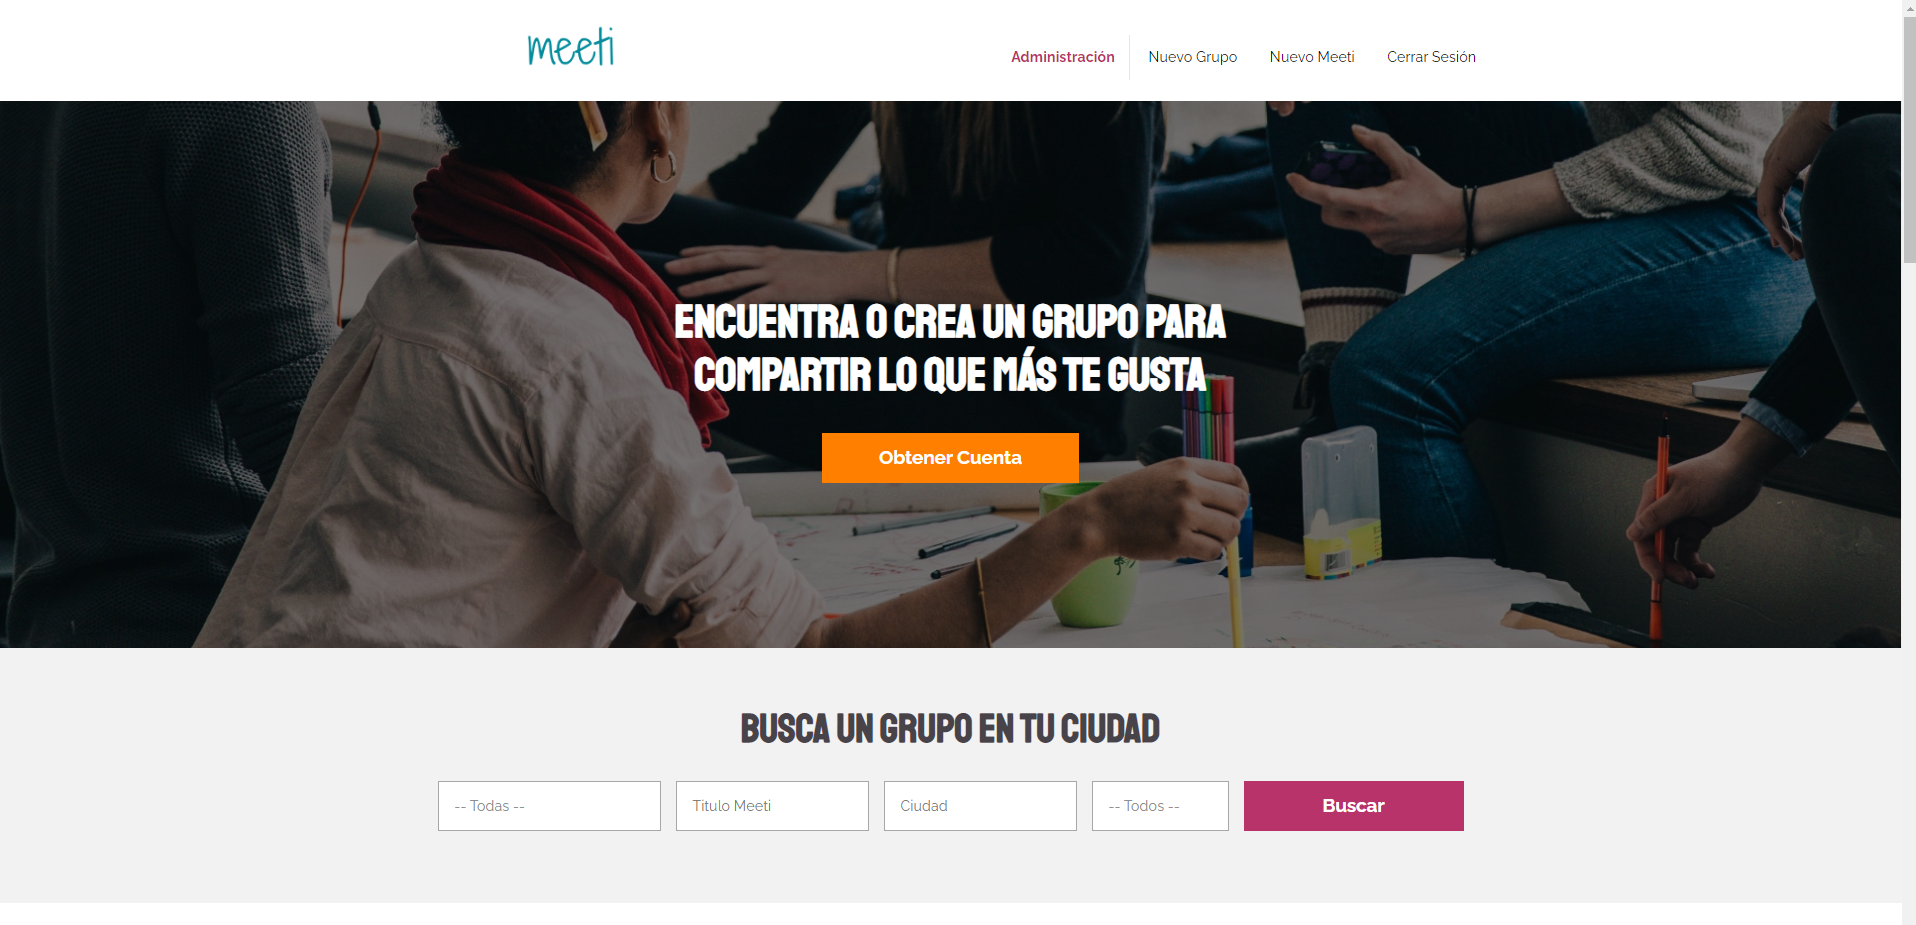 meeti
Administración Nuevo Grupo Nuevo Meeti Cerrar Sesión
ENCUENTRA O CREA UN GRUPO PARA
COMPARTIR LO QUE MÁS TE GUSTA
Obtener Cuenta
BUSCA UN GRUPO EN TU CIUDAD
-- Todas -- Titulo Meeti Ciudad -- Todos -- Buscar